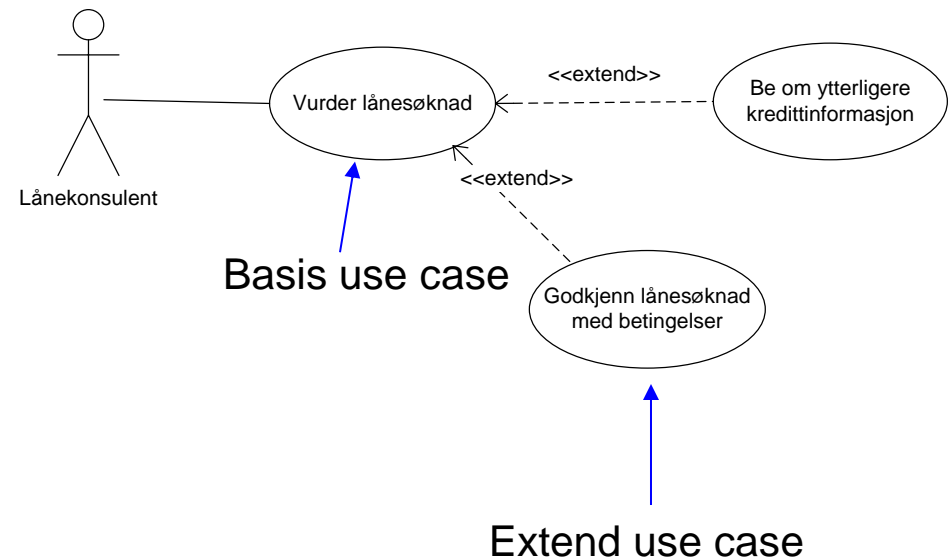 <<extend>>
Vurder lånesøknad
Be om ytterligere
kredittinformasjon
Lånekonsulent
<<extend>>
Basis use case
Godkjenn lånesøknad
med betingelser
Extend use case